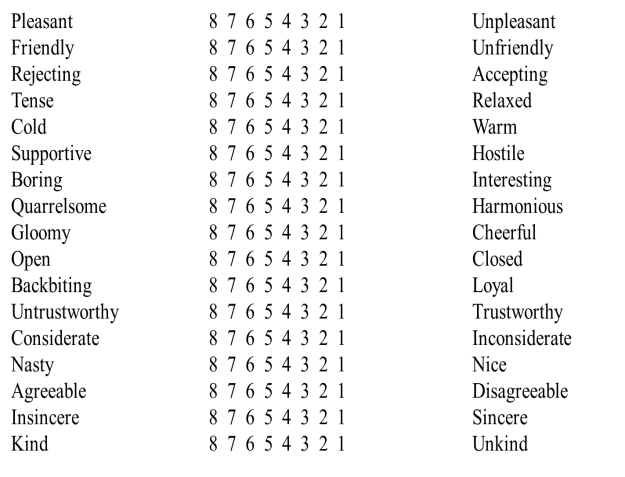 Pleasant 8 7 6 5 4 3 2 1 Unpleasant
Friendly 8 7 6 5 4 3 2 1 Unfriendly
Rejecting 8 7 6 5 4 3 2 1 Accepting
Tense 8 7 6 5 4 3 2 1 Relaxed
Cold 8 7 6 5 4 3 2 1 Warm
Supportive 8 7 6 5 4 3 2 1 Hostile
Boring 8 7 6 5 4 3 2 1 Interesting
Quarrelsome 8 7 6 5 4 3 2 1 Harmonious
Gloomy 8 7 6 5 4 3 2 1 Cheerful
Open 8 7 6 5 4 3 2 1 Closed
Backbiting 8 7 6 5 4 3 2 1 Loyal
Untrustworthy 8 7 6 5 4 3 2 1 Trustworthy
Considerate 8 7 6 5 4 3 2 1 Inconsiderate
Nasty 8 7 6 5 4 3 2 1 Nice
Agreeable 8 7 6 5 4 3 2 1 Disagreeable
Insincere 8 7 6 5 4 3 2 1 Sincere
Kind 8 7 6 5 4 3 2 1 Unkind